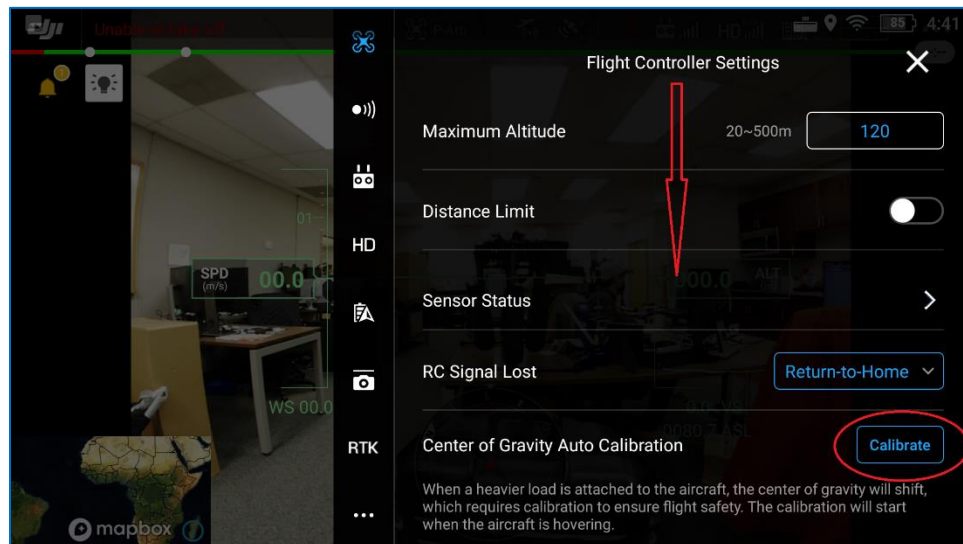 dji
85
4:41
Flight Controller Settings
Maximum Altitude
20~500m
120
01
Distance Limit
HD
SPD
(m/s)
00.0
ALT
Sensor Status
RC Signal Lost
Return-to-Home
WS 00.0
RTK
Center of Gravity Auto Calibration
Calibrate
When a heavier load is attached to the aircraft, the center of gravity will shift,
which requires calibration to ensure flight safety. The calibration will start
when the aircraft is hovering.
mapbox